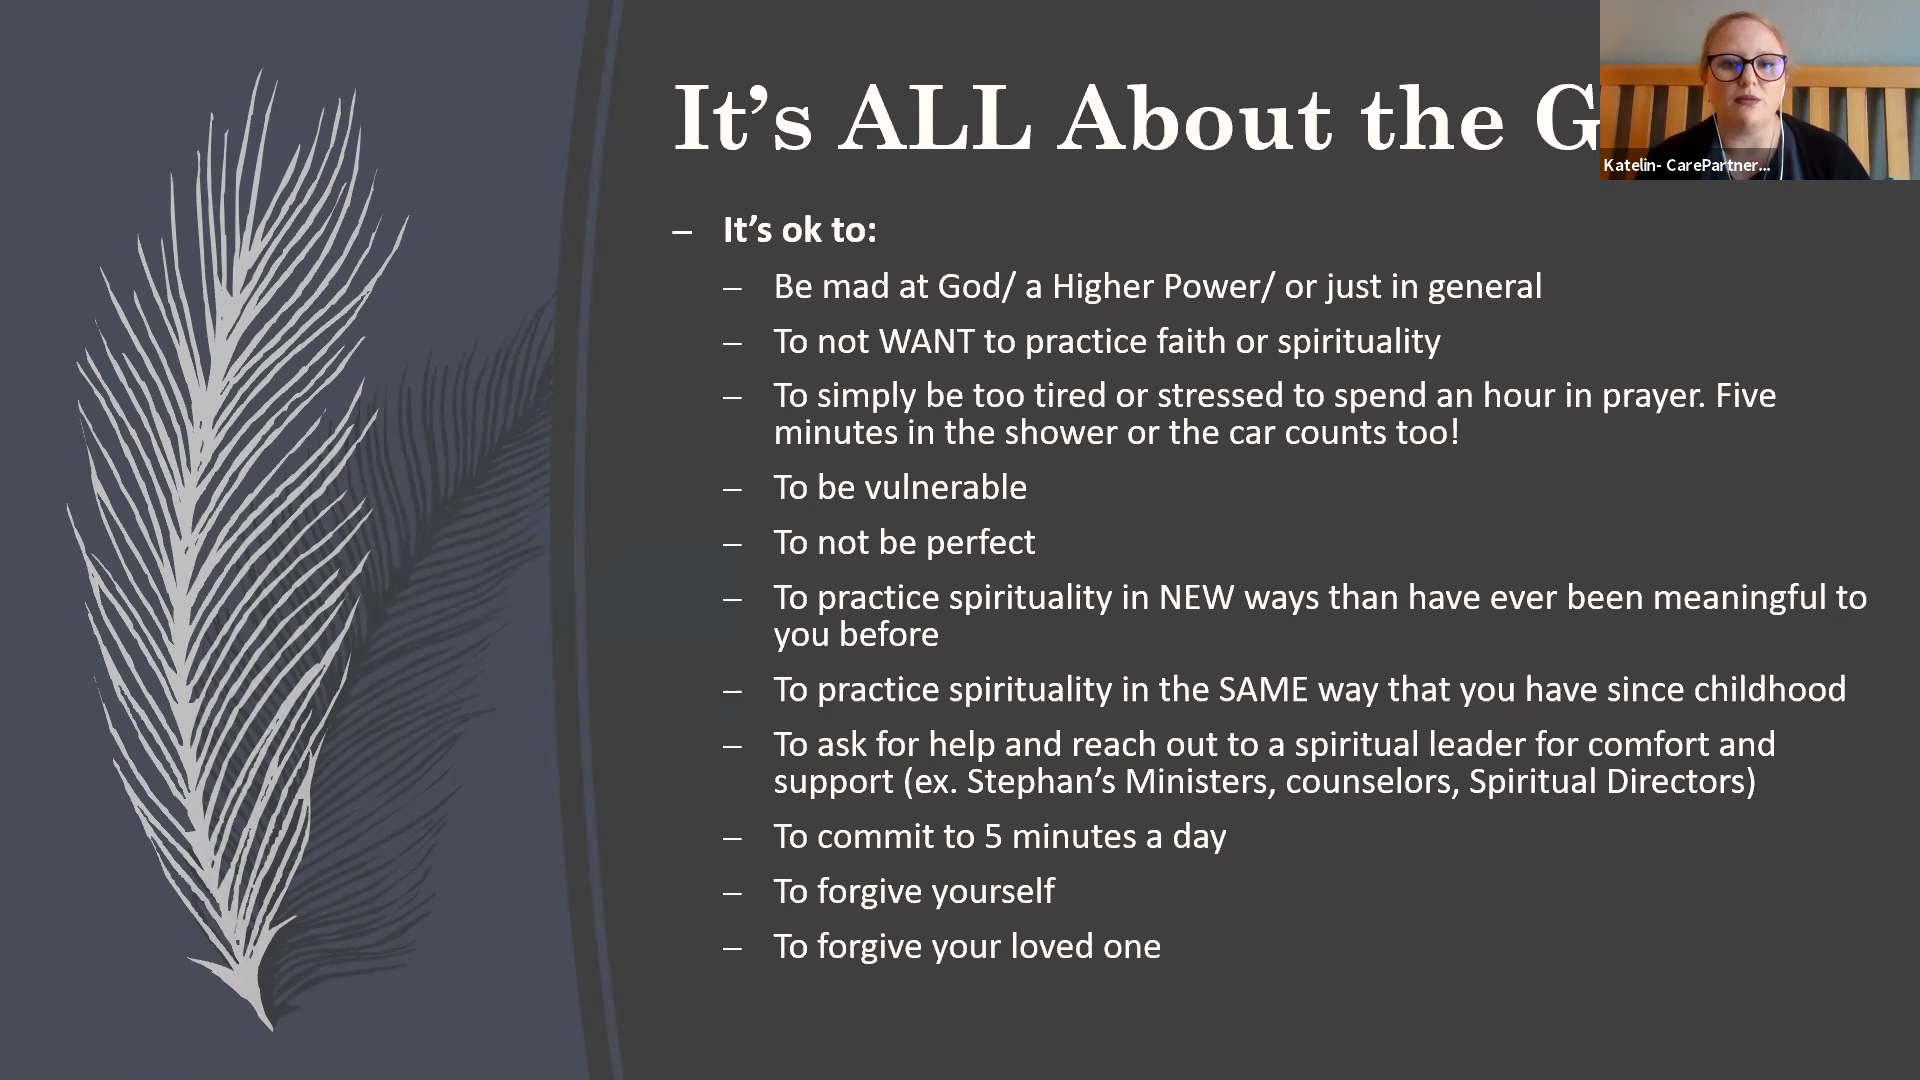 It’s ALL About the G
Katelin- CarePartner...
– It’s ok to:
– Be mad at God/ a Higher Power/ or just in general
– To not WANT to practice faith or spirituality
– To simply be too tired or stressed to spend an hour in prayer. Five
minutes in the shower or the car counts too!
– To be vulnerable
– To not be perfect
– To practice spirituality in NEW ways than have ever been meaningful to
you before
– To practice spirituality in the SAME way that you have since childhood
– To ask for help and reach out to a spiritual leader for comfort and
support (ex. Stephan’s Ministers, counselors, Spiritual Directors)
– To commit to 5 minutes a day
– To forgive yourself
– To forgive your loved one